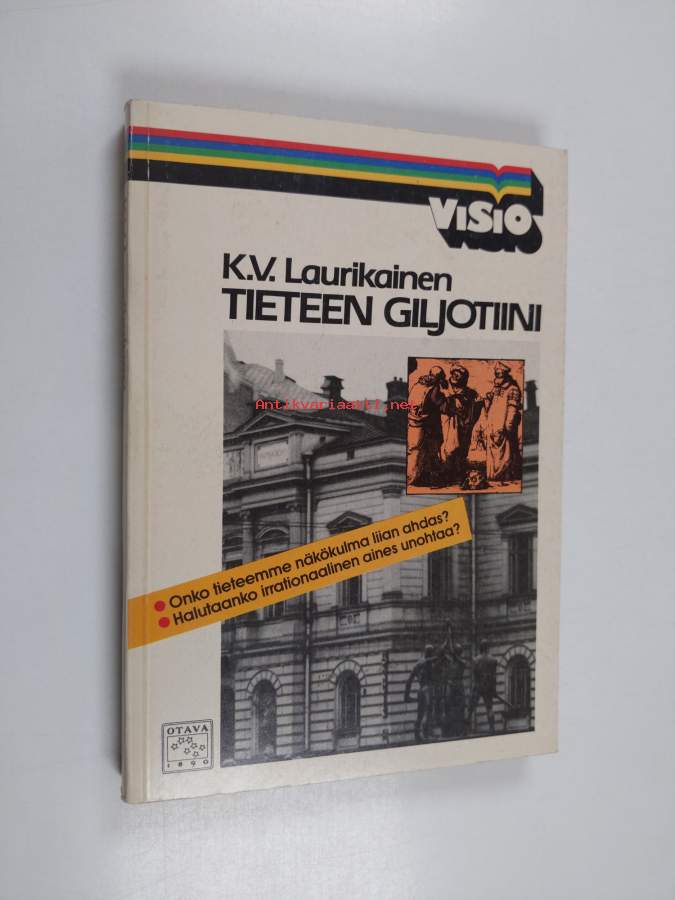 VISIO
K.V. Laurikainen
TIETEEN GILJOTIINI
Antikvariaatti.net
Onko tieteemme näkökulma liian ahdas?
Halutaanko irrationaalinen aines unohtaa?
OTAVA
1890